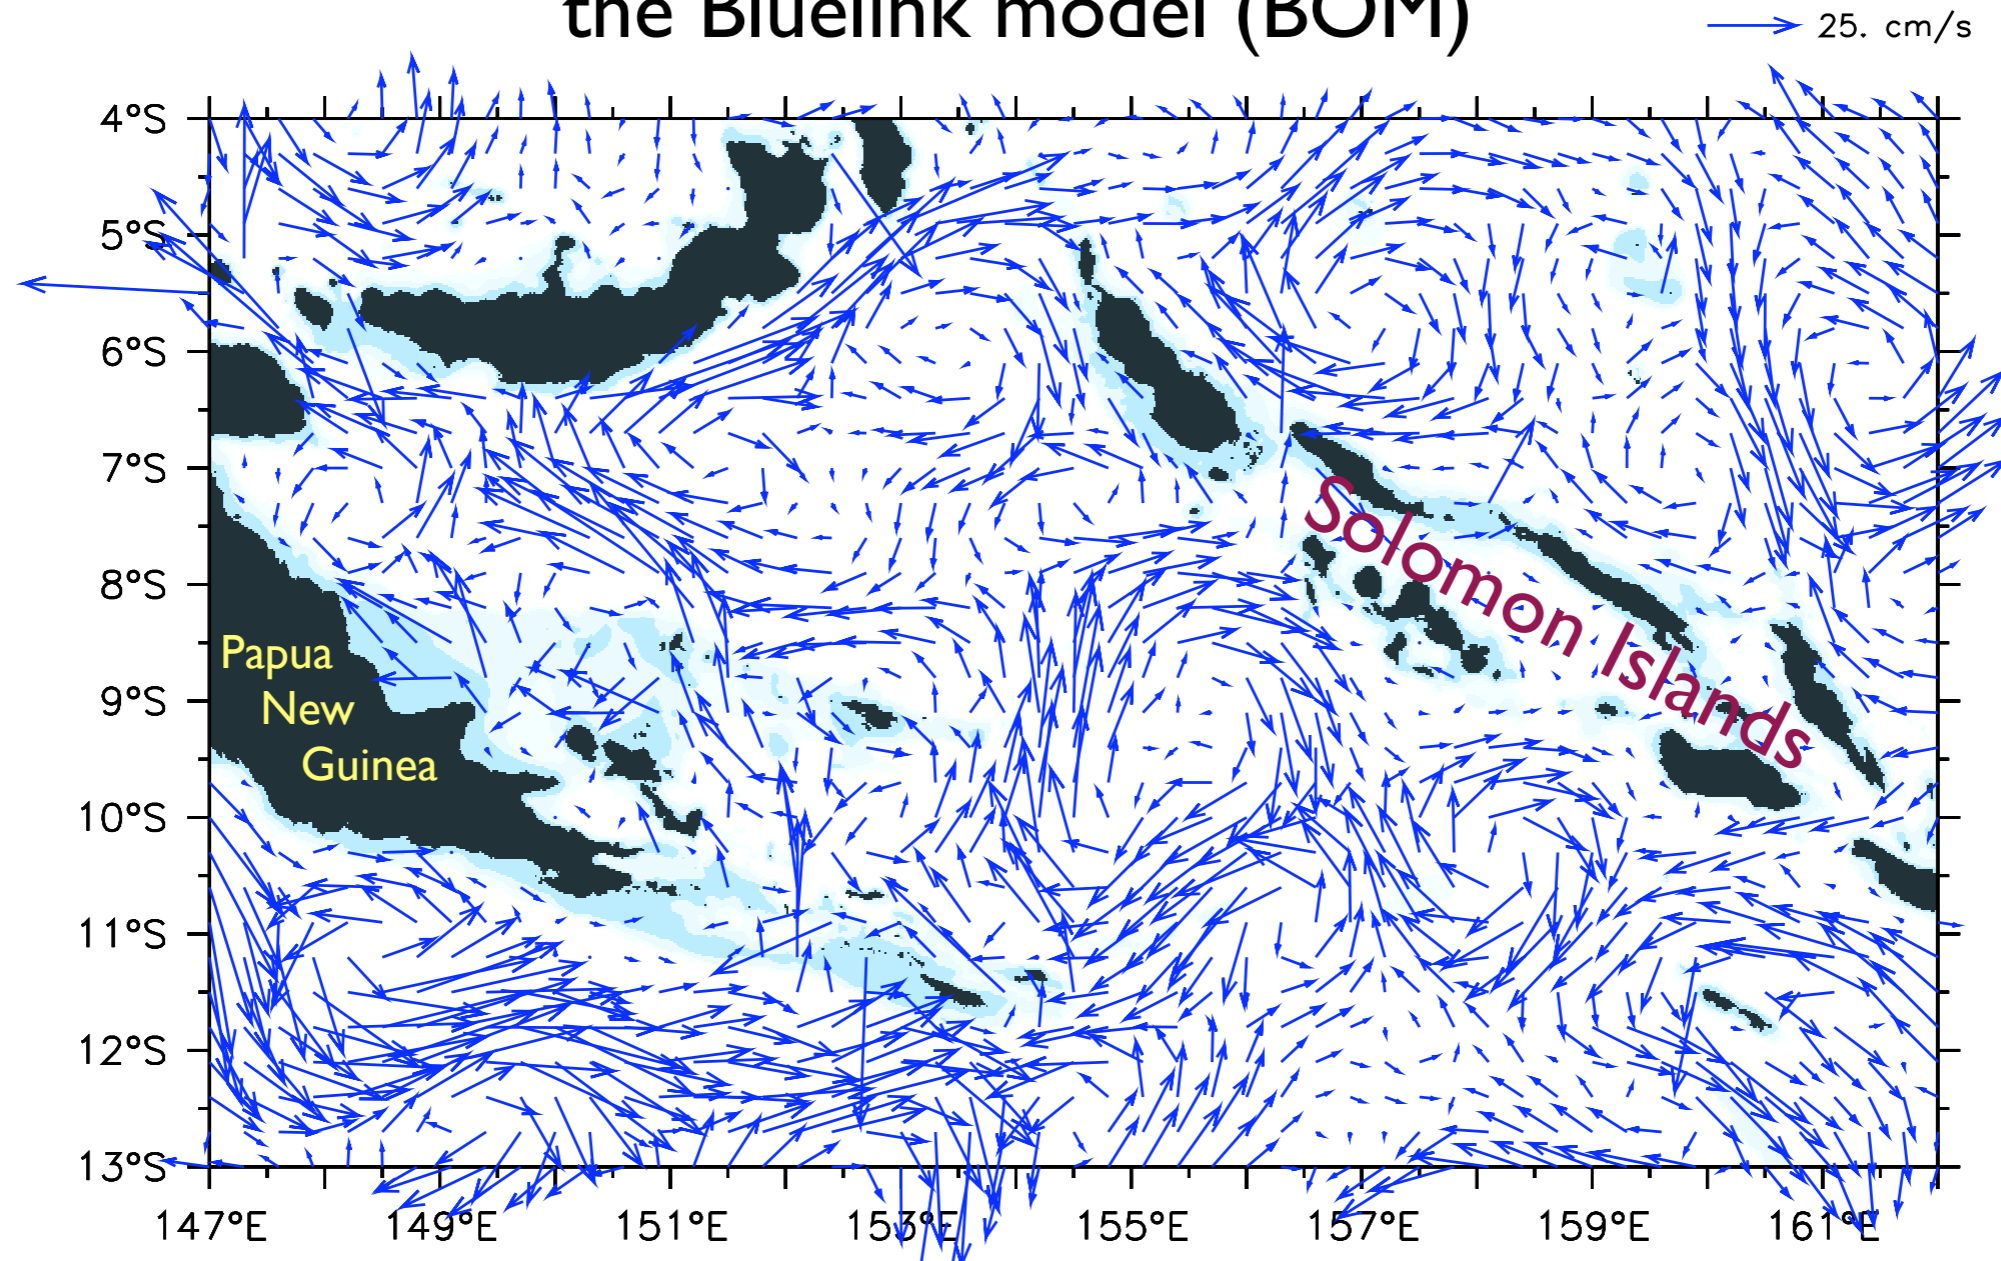 the Bluelink model (BOM)
25. cm/s
4°S
5°S
6°S
7°S
8°S
9°S
10°S
11°S
12°S
13°S
Papua
New
Guinea
Solomon Islands
147°E 149°E 151°E 153°E 155°E 157°E 159°E 161°E